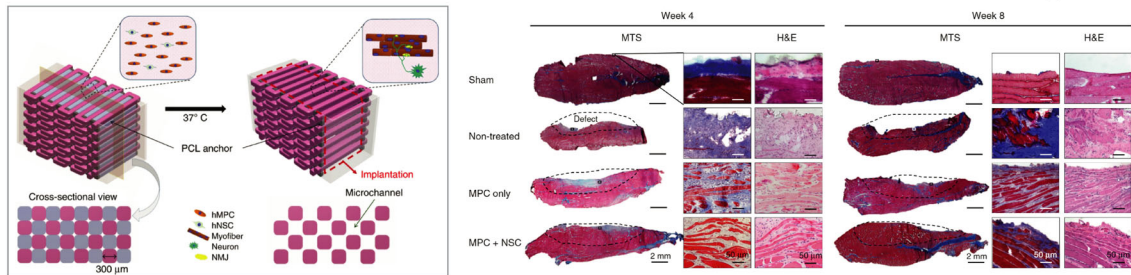 37° C
PCL anchor
Implantation
Cross-sectional view
Microchannel
hMPC
hNSC
Myofiber
Neuron
NMJ
300 μm
Week 4
Week 8
MTS
H&E
MTS
H&E
Sham
Non-treated
Defect
MPC only
MPC + NSC
2 mm
50 μm
50 μm
2 mm
50 μm
50 μm